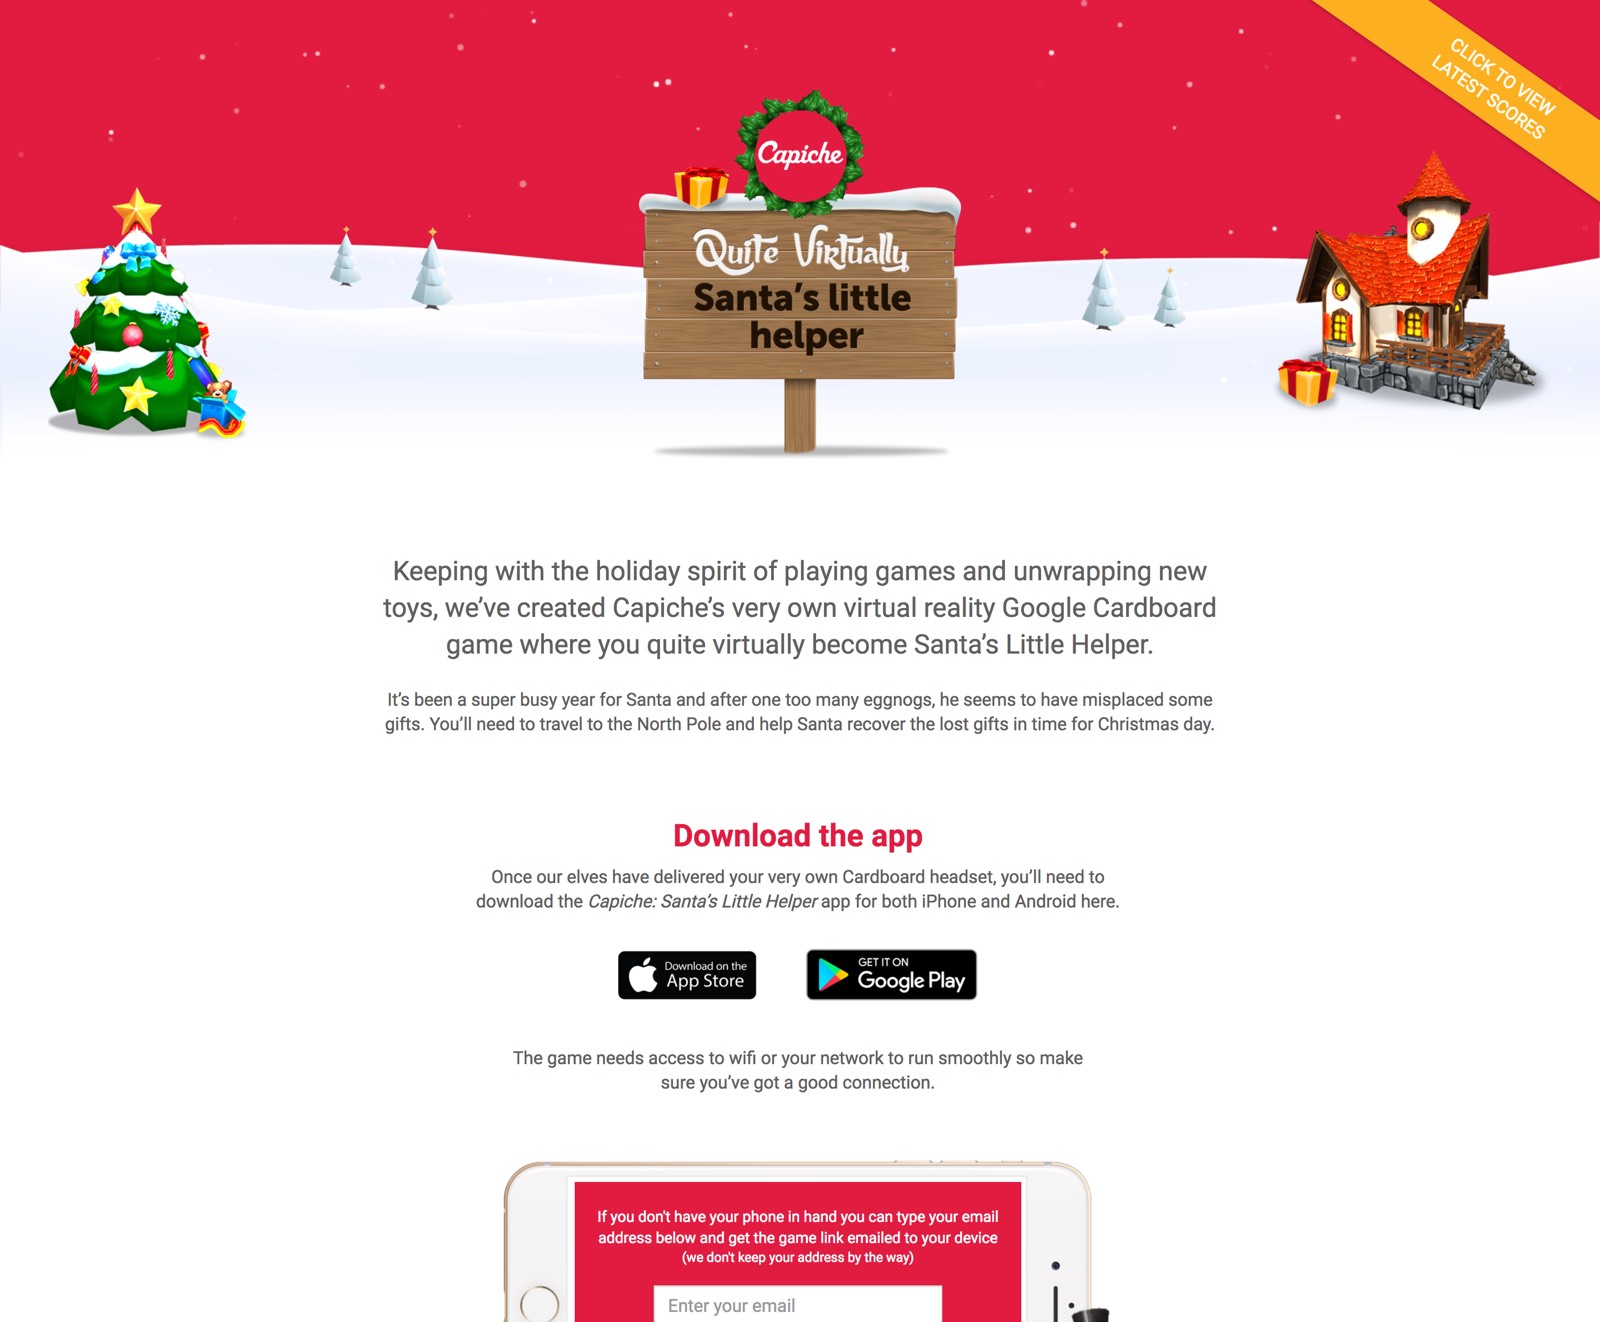 CLICK TO VIEW
LATEST SCORES
Capiche
Quite Virtually
Santa’s little
helper
Keeping with the holiday spirit of playing games and unwrapping new
toys, we’ve created Capiche’s very own virtual reality Google Cardboard
game where you quite virtually become Santa’s Little Helper.
It’s been a super busy year for Santa and after one too many eggnogs, he seems to have misplaced some
gifts. You’ll need to travel to the North Pole and help Santa recover the lost gifts in time for Christmas day.
Download the app
Once our elves have delivered your very own Cardboard headset, you’ll need to
download the Capiche: Santa’s Little Helper app for both iPhone and Android here.
Download on the
App Store
GET IT ON
Google Play
The game needs access to wifi or your network to run smoothly so make
sure you’ve got a good connection.
If you don't have your phone in hand you can type your email
address below and get the game link emailed to your device
(we don't keep your address by the way)
Enter your email